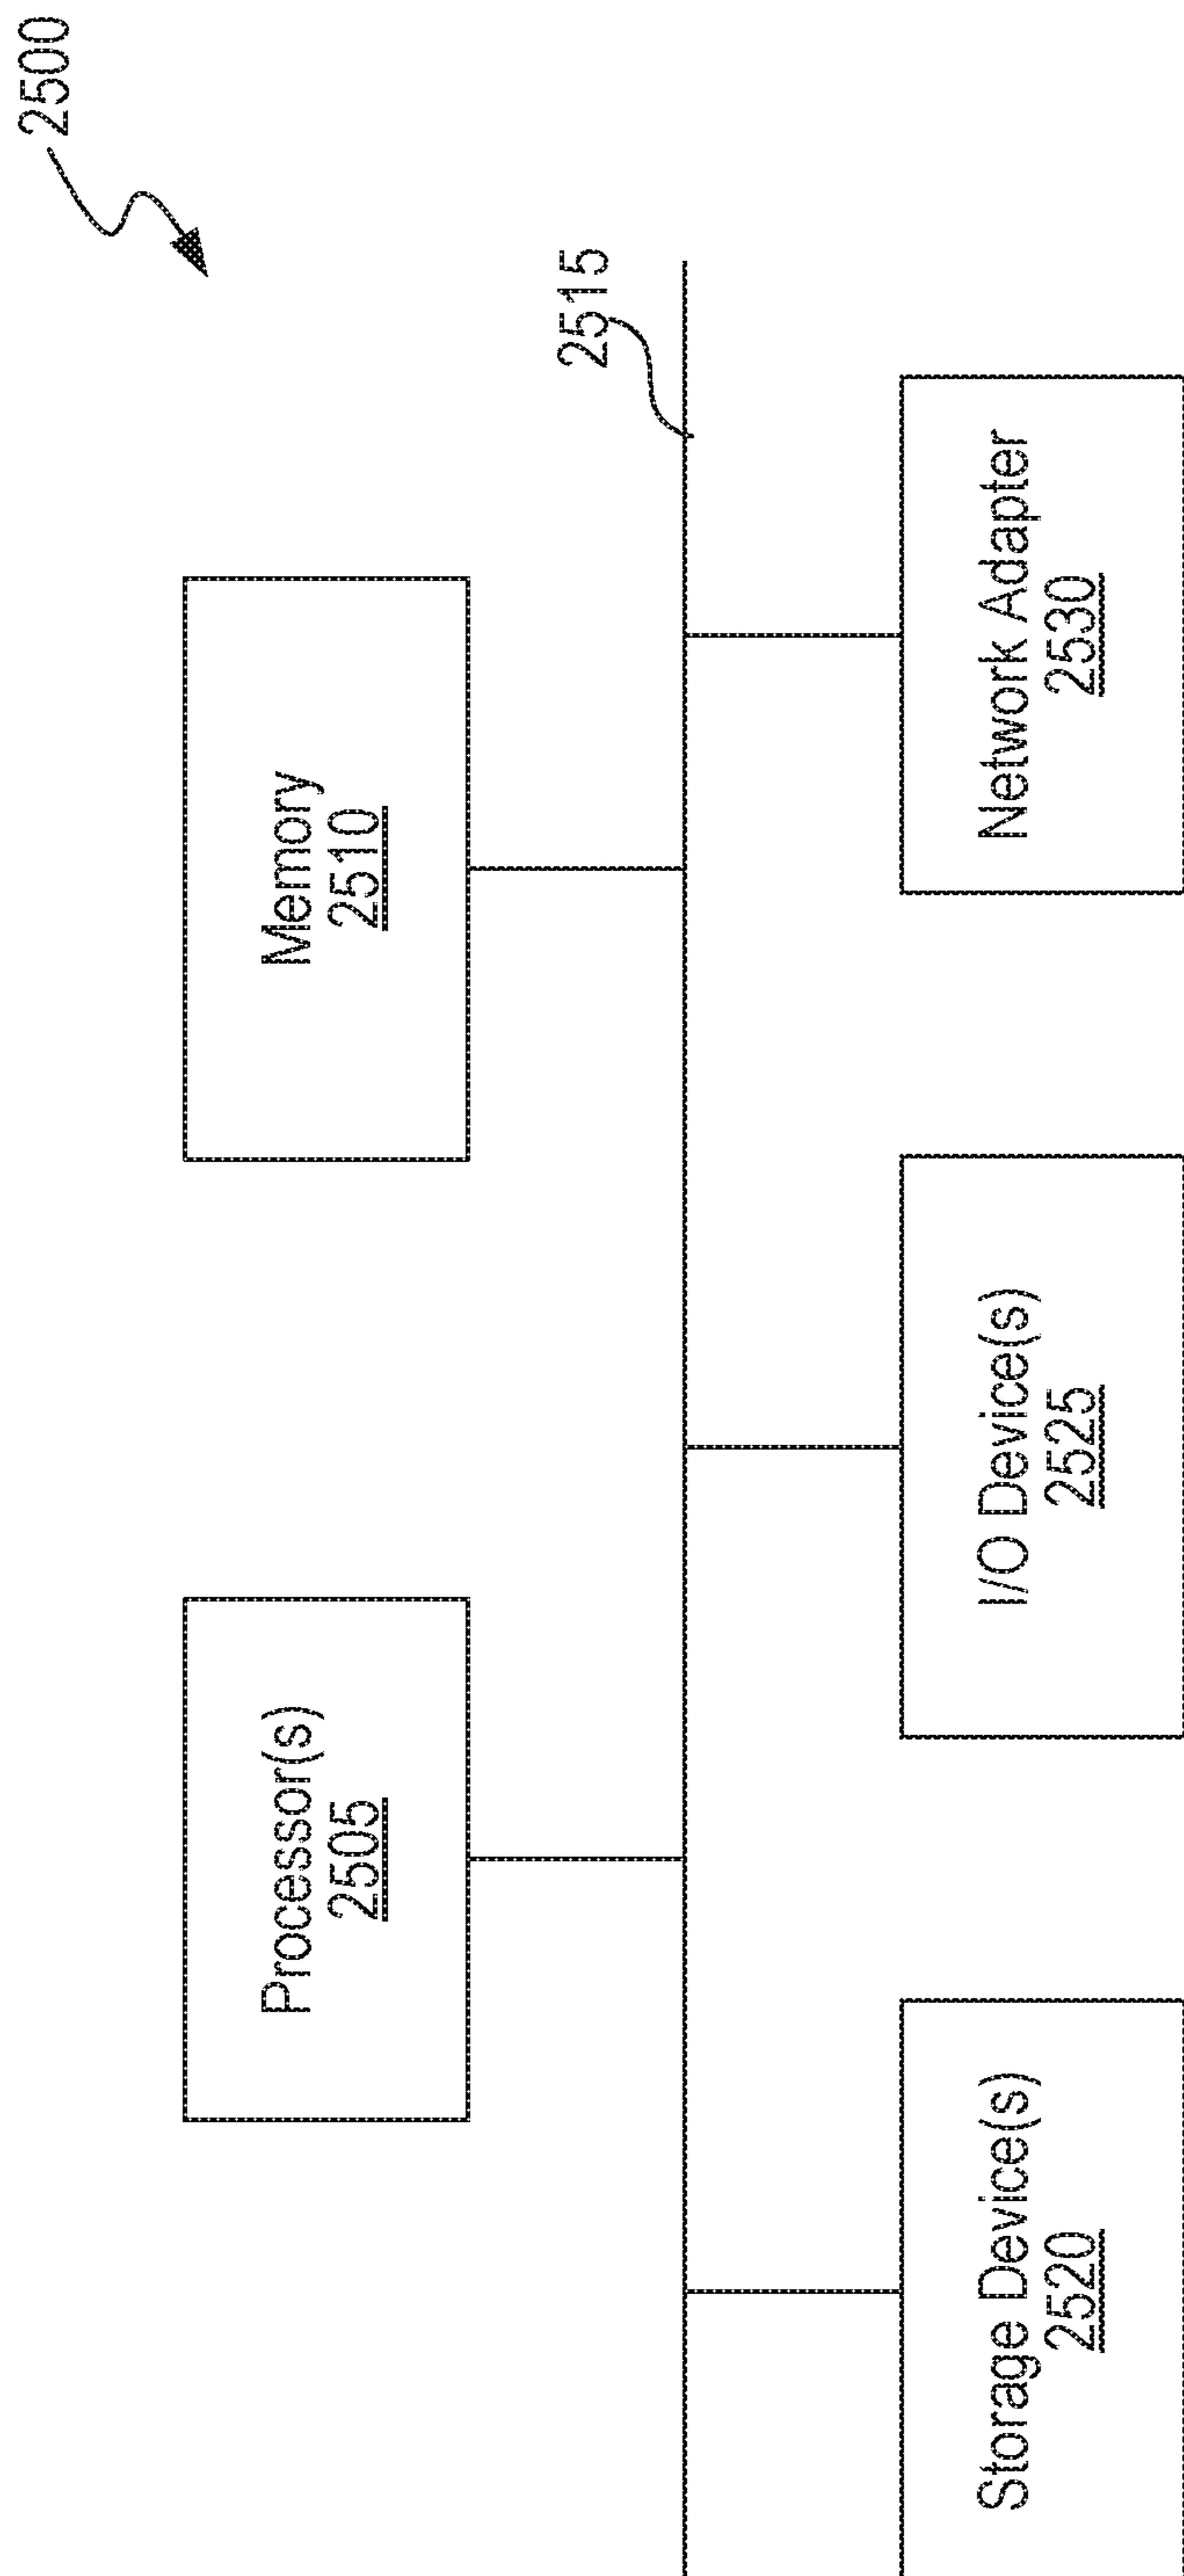 2500
Processor(s)
2505
Memory
2510
2515
Storage Device(s)
2520
I/O Device(s)
2525
Network Adapter
2530